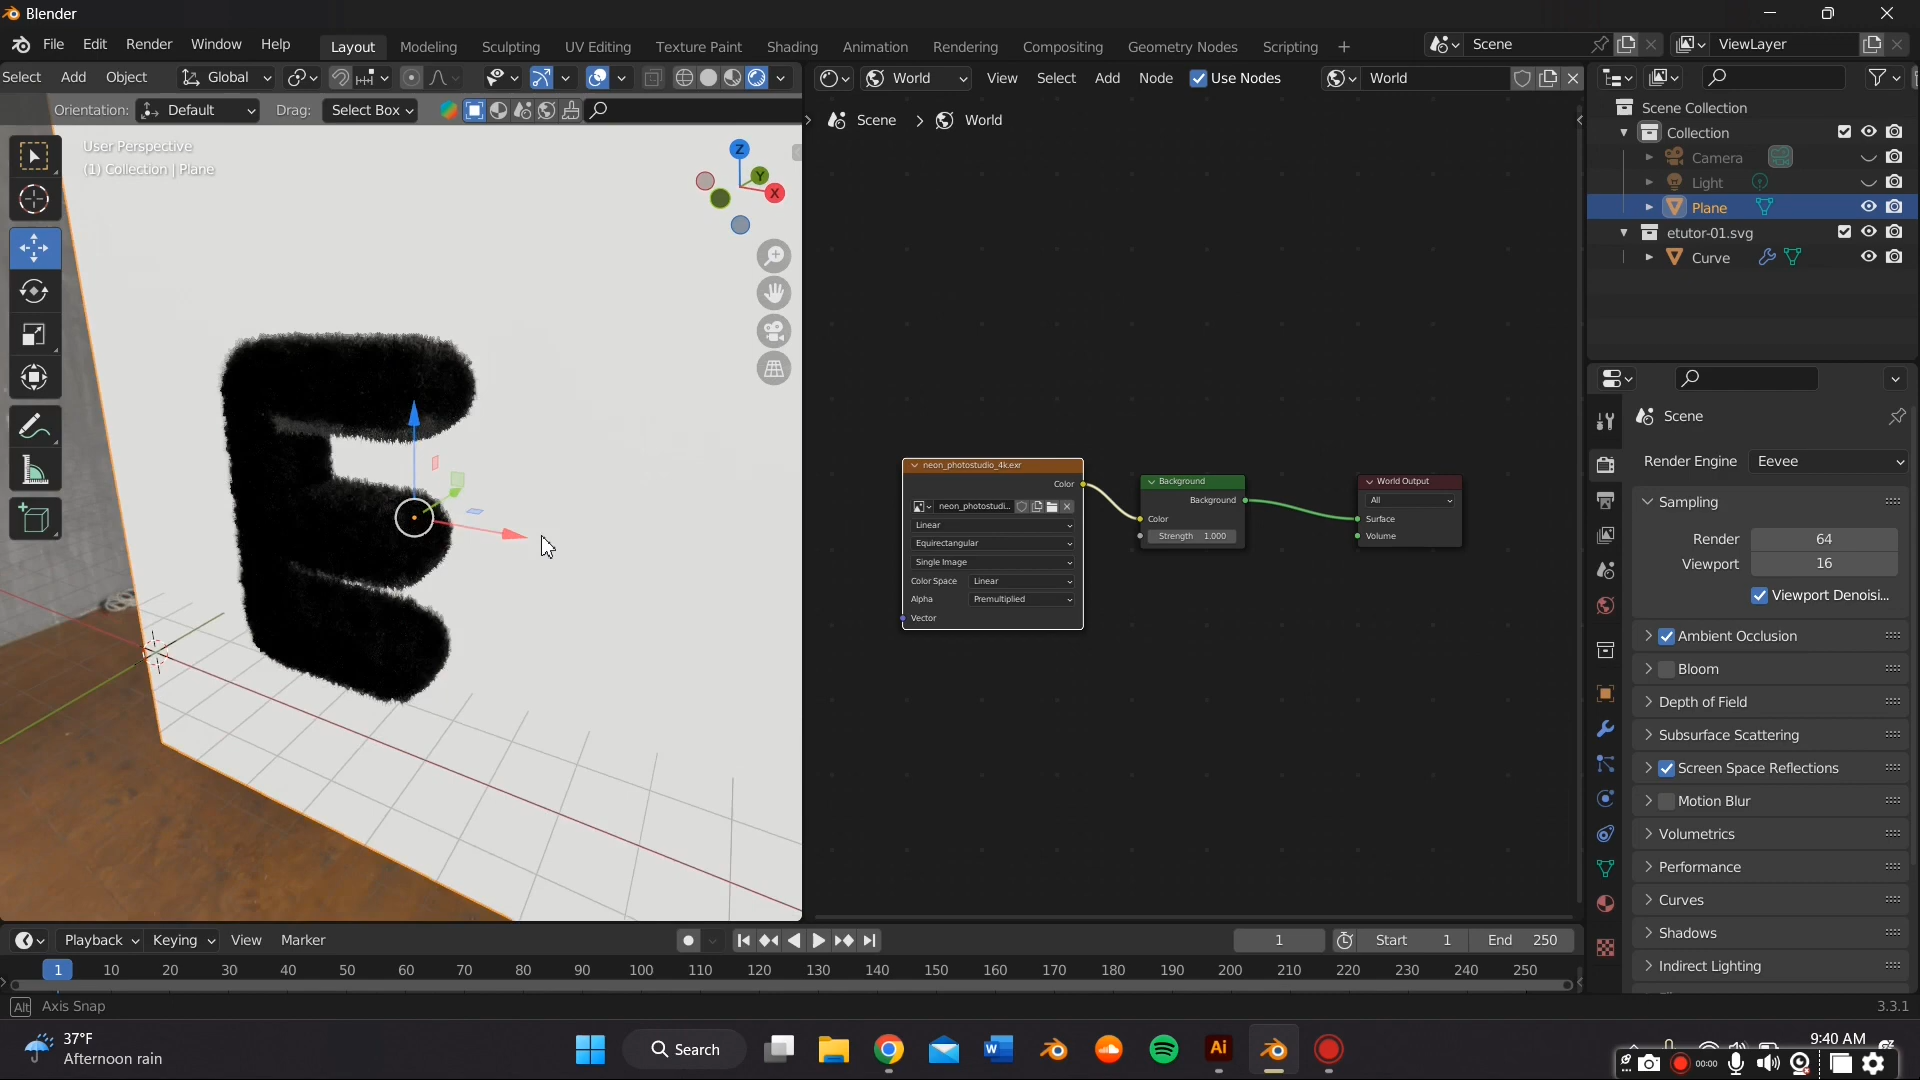 Blender
File Edit Render Window Help Layout Modeling Sculpting UV Editing Texture Paint Shading Animation Rendering Compositing Geometry Nodes Scripting + Scene ViewLayer
Select Add Object Global World View Select Add Node Use Nodes World
Orientation: Default Drag: Select Box
User Perspective
(1) Collection | Plane
Z
Y
X
Scene > World
neon_photostudio_4k.exr
Color
neon_photostudi...
Linear
Equirectangular
Single Image
Color Space Linear
Alpha Premultiplied
Vector
Background
Background
Color
Strength 1.000
World Output
All
Surface
Volume
Scene Collection
Collection
Camera
Light
Plane
etutor-01.svg
Curve
Scene
Render Engine Eevee
Sampling
Render 64
Viewport 16
Viewport Denoisi...
Ambient Occlusion
Bloom
Depth of Field
Subsurface Scattering
Screen Space Reflections
Motion Blur
Volumetrics
Performance
Curves
Shadows
Indirect Lighting
Playback Keying View Marker 1 Start 1 End 250
1 10 20 30 40 50 60 70 80 90 100 110 120 130 140 150 160 170 180 190 200 210 220 230 240 250
Alt Axis Snap 3.3.1
37°F
Afternoon rain
Search
W
Ai
9:40 AM
00:00